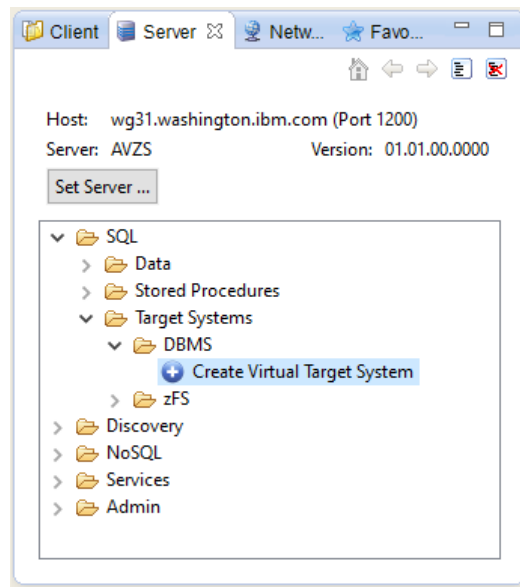 Client Server Netw... Favo...
Host: wg31.washington.ibm.com (Port 1200)
Server: AVZS Version: 01.01.00.0000
Set Server ...
SQL
Data
Stored Procedures
Target Systems
DBMS
Create Virtual Target System
zFS
Discovery
NoSQL
Services
Admin